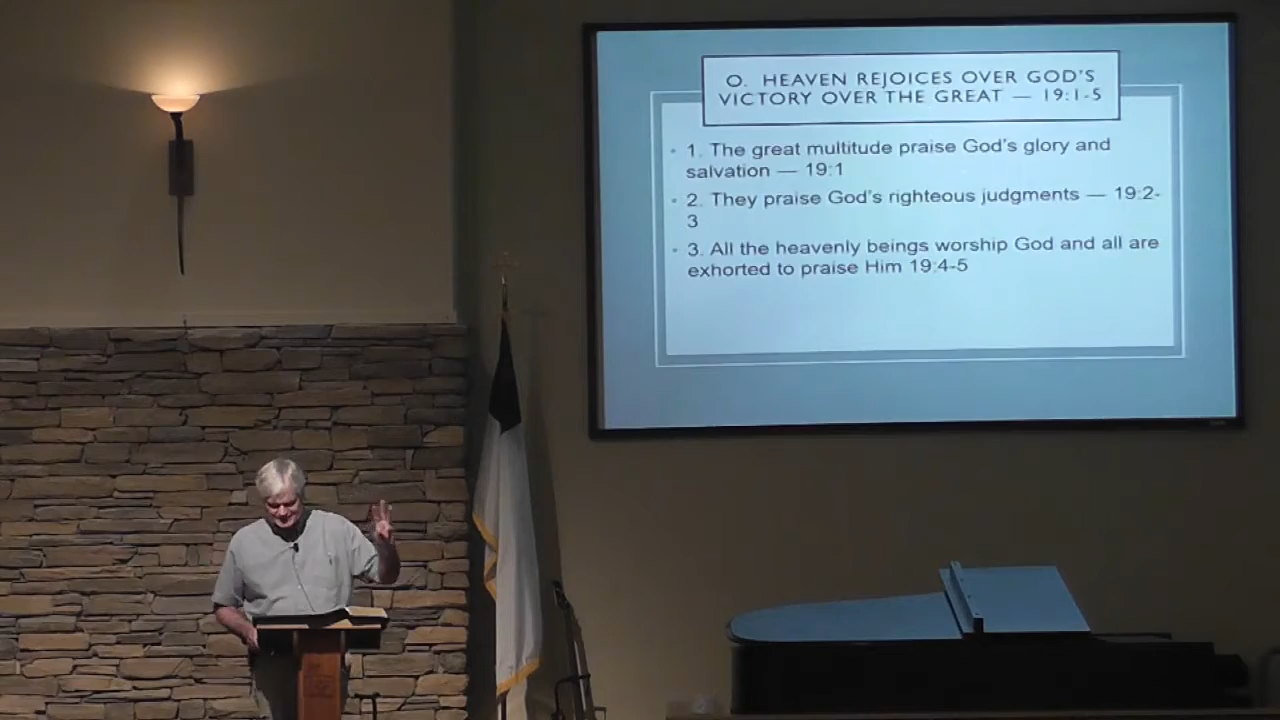 O. HEAVEN REJOICES OVER GOD'S
VICTORY OVER THE GREAT — 19:1-5
• 1. The great multitude praise God's glory and
salvation — 19:1
• 2. They praise God's righteous judgments — 19:2-
3
• 3. All the heavenly beings worship God and all are
exhorted to praise Him 19:4-5